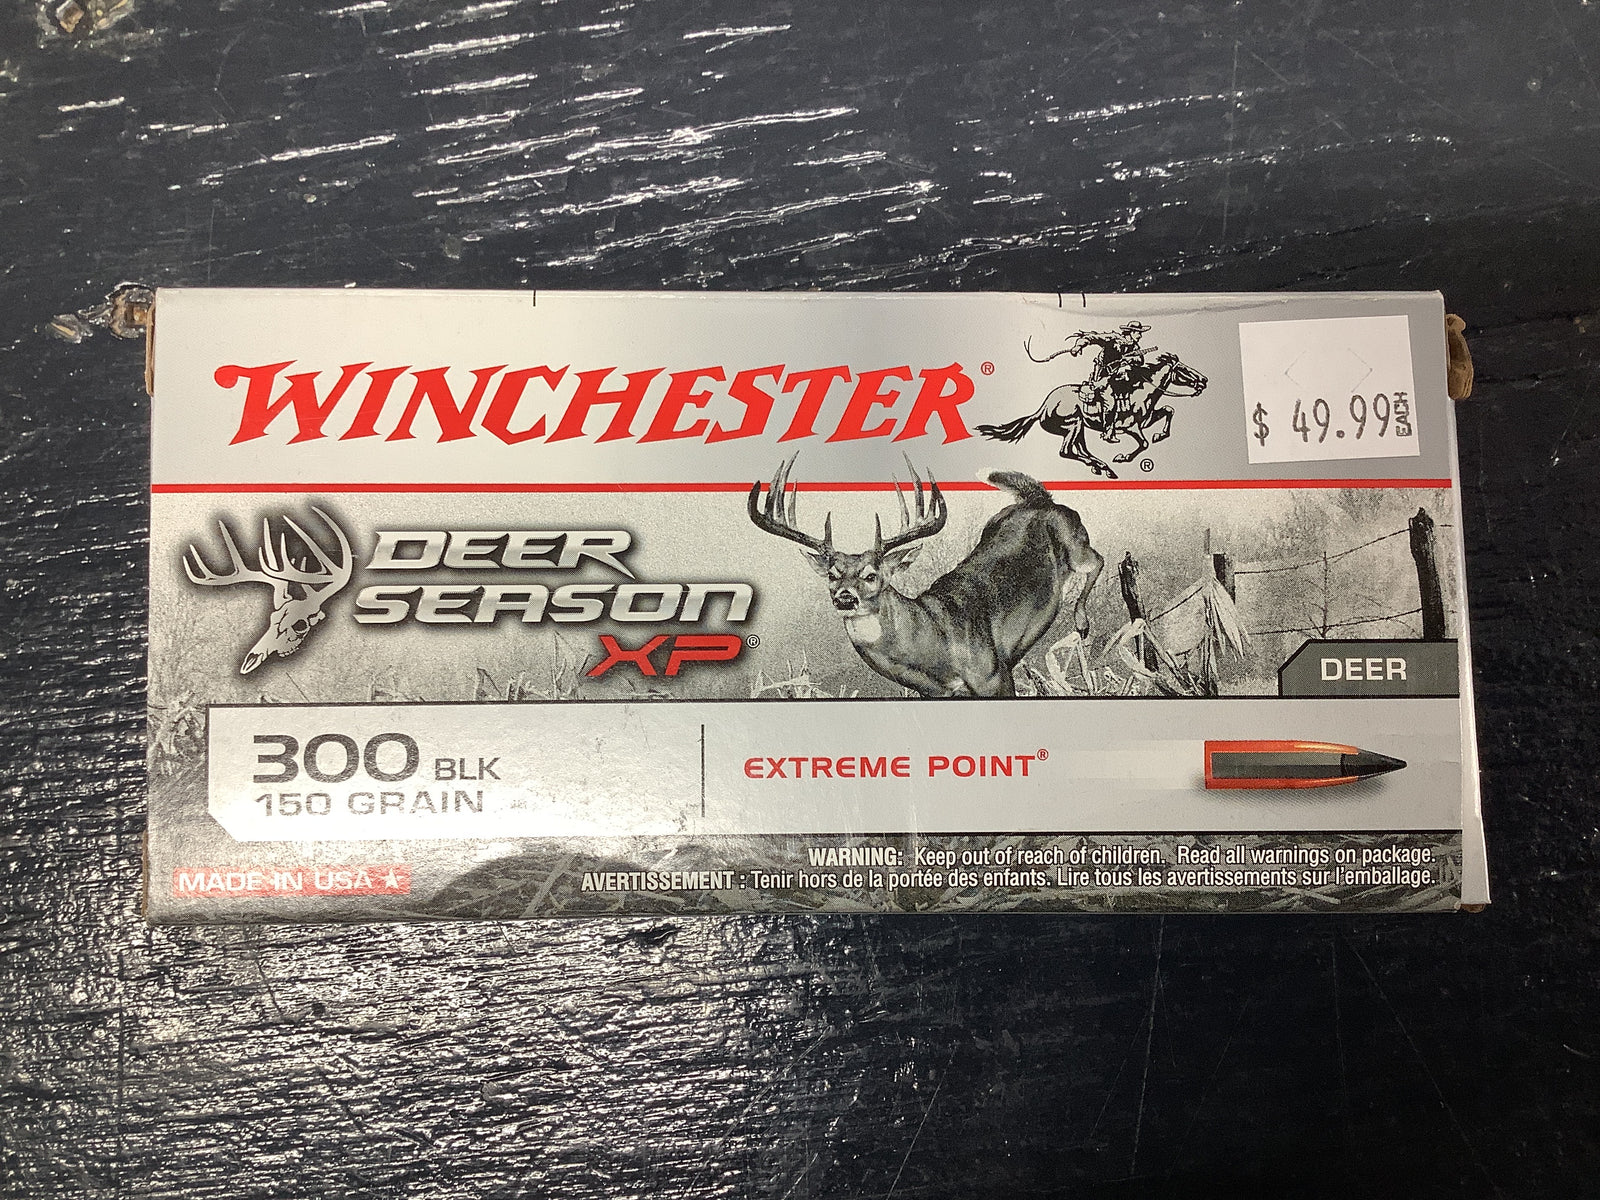 WINCHESTER®
®
$ 49.99 EACH
DEER
SEASON
XP®
DEER
300 BLK
150 GRAIN
EXTREME POINT®
MADE IN USA
WARNING: Keep out of reach of children. Read all warnings on package.
AVERTISSEMENT : Tenir hors de la portée des enfants. Lire tous les avertissements sur l'emballage.